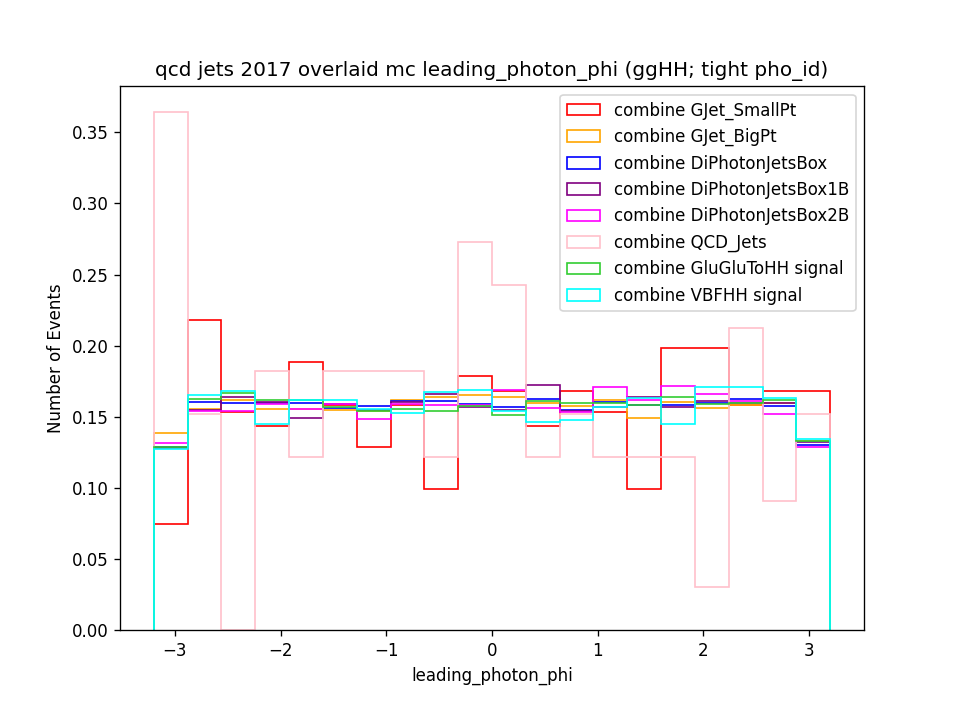 qcd jets 2017 overlaid mc leading_photon_phi (ggHH; tight pho_id)
combine GJet_SmallPt
combine GJet_BigPt
combine DiPhotonJetsBox
combine DiPhotonJetsBox1B
combine DiPhotonJetsBox2B
combine QCD_Jets
combine GluGluToHH signal
combine VBFHH signal
Number of Events
0.35
0.30
0.25
0.20
0.15
0.10
0.05
0.00
−3 −2 −1 0 1 2 3
leading_photon_phi